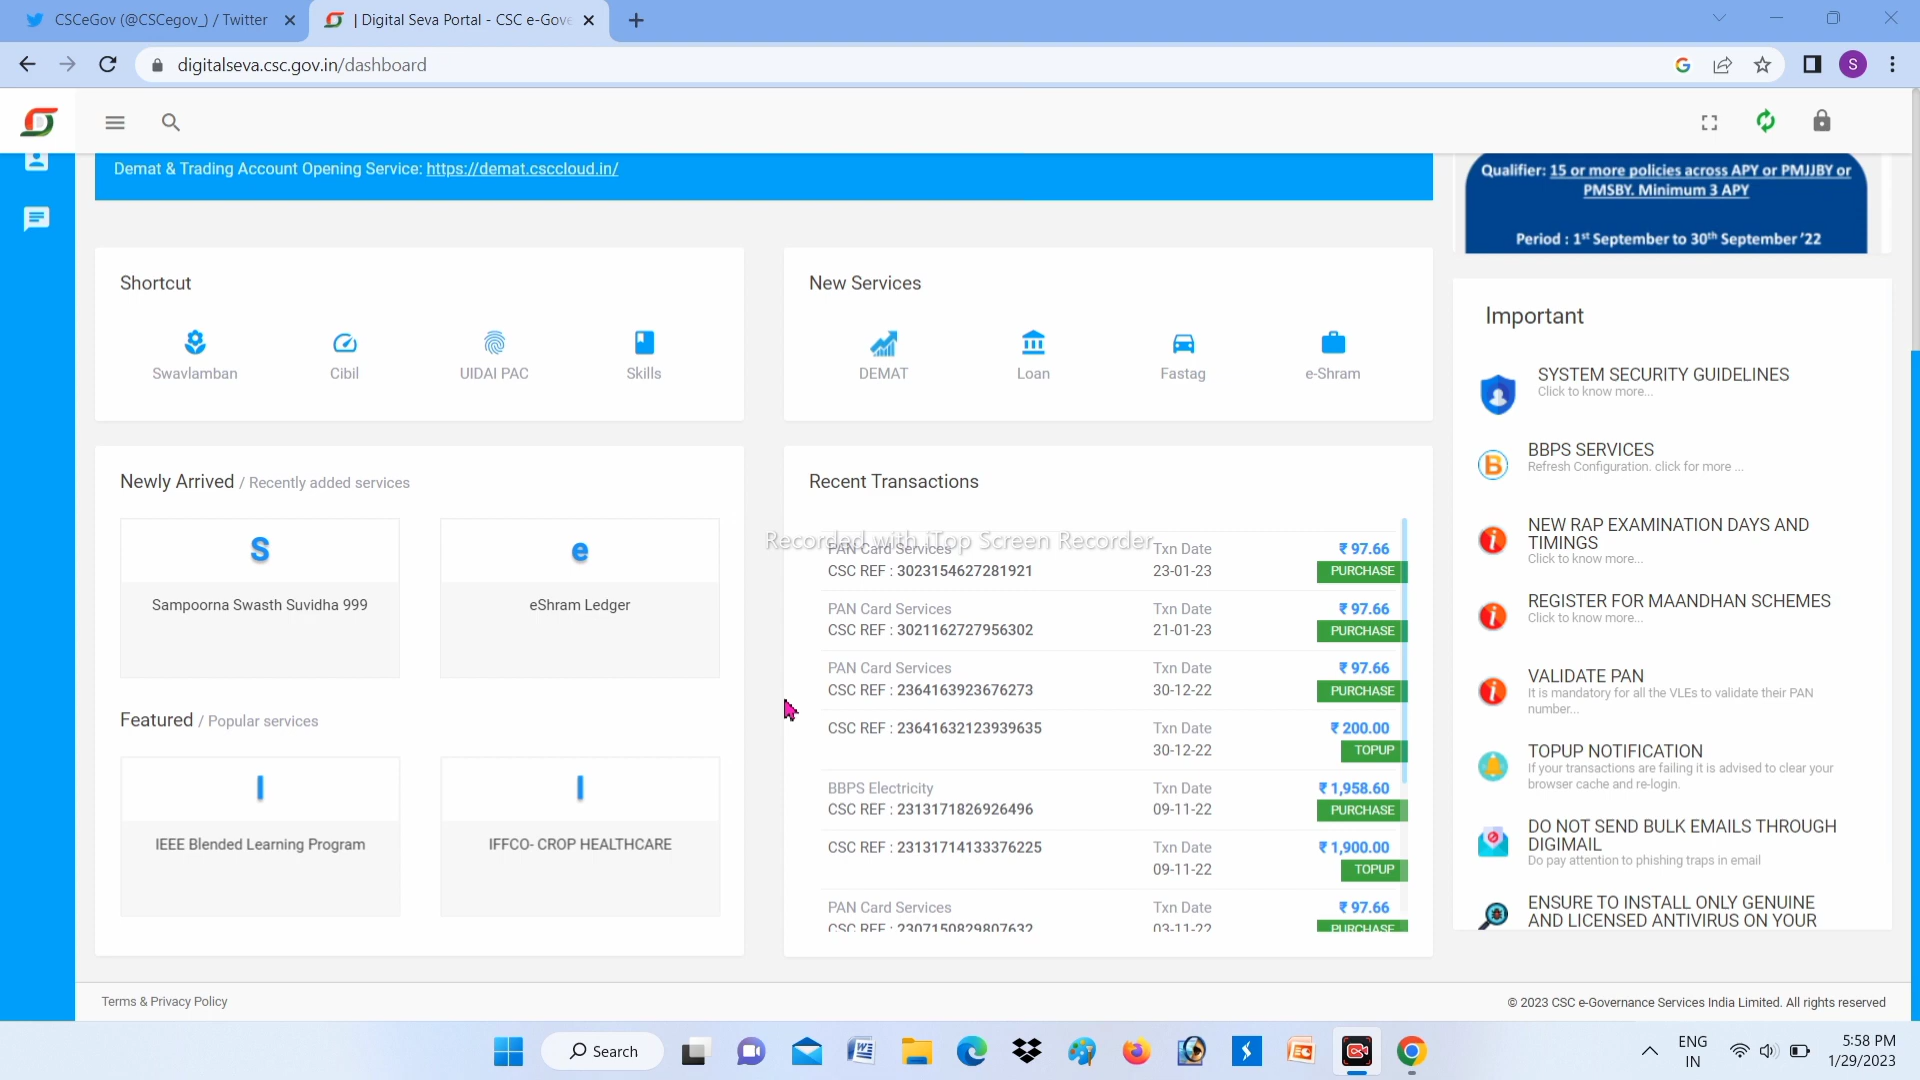 CSCeGov (@CSCegov_) / Twitter
| Digital Seva Portal - CSC e-Gove
digitalseva.csc.gov.in/dashboard
G
S
Demat & Trading Account Opening Service: https://demat.csccloud.in/
Qualifier: 15 or more policies across APY or PMJJBY or
PMSBY. Minimum 3 APY
Period : 1st September to 30th September '22
Shortcut
Swavlamban
Cibil
UIDAI PAC
Skills
New Services
DEMAT
Loan
Fastag
e-Shram
Newly Arrived / Recently added services
S
Sampoorna Swasth Suvidha 999
e
eShram Ledger
Featured / Popular services
I
IEEE Blended Learning Program
I
IFFCO- CROP HEALTHCARE
Recent Transactions
Recorded with iTop Screen Recorder
PAN Card Services Txn Date ₹ 97.66
CSC REF : 3023154627281921 23-01-23 PURCHASE
PAN Card Services Txn Date ₹ 97.66
CSC REF : 3021162727956302 21-01-23 PURCHASE
PAN Card Services Txn Date ₹ 97.66
CSC REF : 2364163923676273 30-12-22 PURCHASE
CSC REF : 23641632123939635 Txn Date ₹ 200.00
30-12-22 TOPUP
BBPS Electricity Txn Date ₹ 1,958.60
CSC REF : 2313171826926496 09-11-22 PURCHASE
CSC REF : 23131714133376225 Txn Date ₹ 1,900.00
09-11-22 TOPUP
PAN Card Services Txn Date ₹ 97.66
CSC REF : 2307150829807632 03-11-22 PURCHASE
Important
SYSTEM SECURITY GUIDELINES
Click to know more...
BBPS SERVICES
Refresh Configuration. click for more ...
NEW RAP EXAMINATION DAYS AND
TIMINGS
Click to know more...
REGISTER FOR MAANDHAN SCHEMES
Click to know more...
VALIDATE PAN
It is mandatory for all the VLEs to validate their PAN
number...
TOPUP NOTIFICATION
If your transactions are failing it is advised to clear your
browser cache and re-login.
DO NOT SEND BULK EMAILS THROUGH
DIGIMAIL
Do pay attention to phishing traps in email
ENSURE TO INSTALL ONLY GENUINE
AND LICENSED ANTIVIRUS ON YOUR
Terms & Privacy Policy
© 2023 CSC e-Governance Services India Limited. All rights reserved
Search
ENG
IN
5:58 PM
1/29/2023